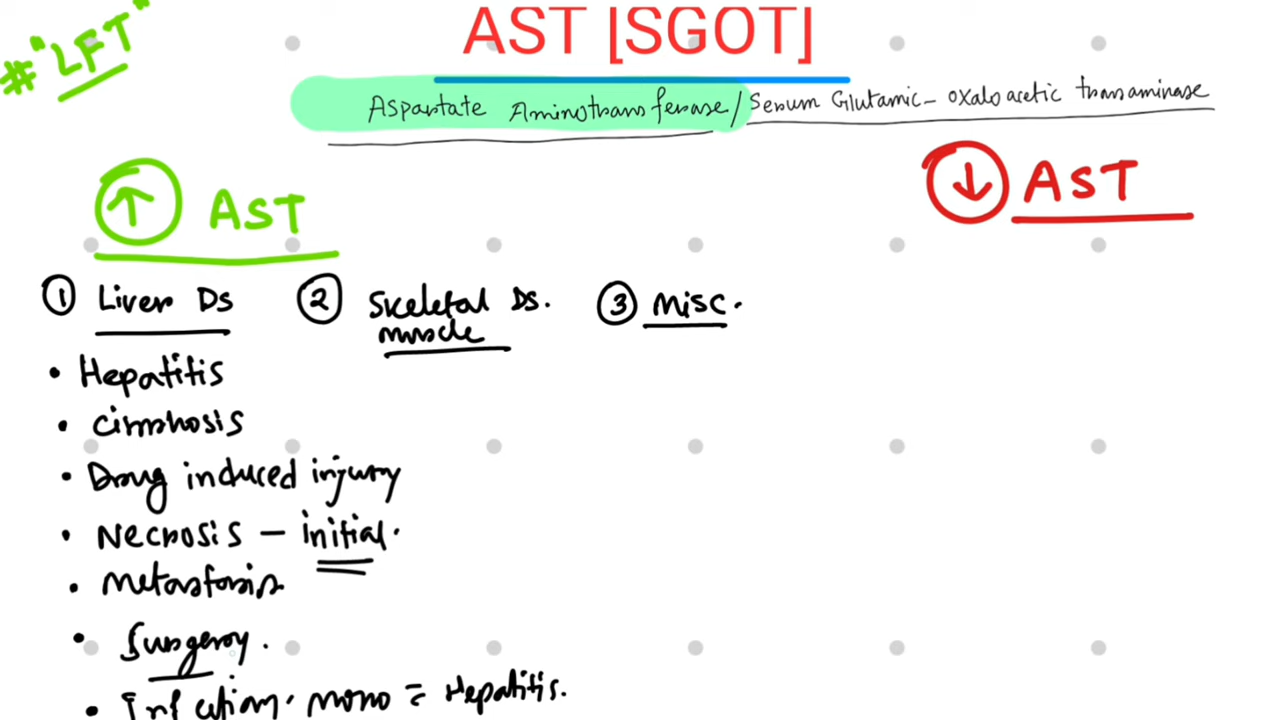 # "LFT"
AST [SGOT]
Aspartate Aminotransferase / Serum Glutamic-oxaloacetic transaminase
↑ AST
↓ AST
① Liver Ds
② Skeletal Ds.
muscle
③ Misc.
• Hepatitis
• Cirrhosis
• Drug induced injury
• Necrosis – initial.
• Metastasis
• Surgery.
• Infection. mono = Hepatitis.